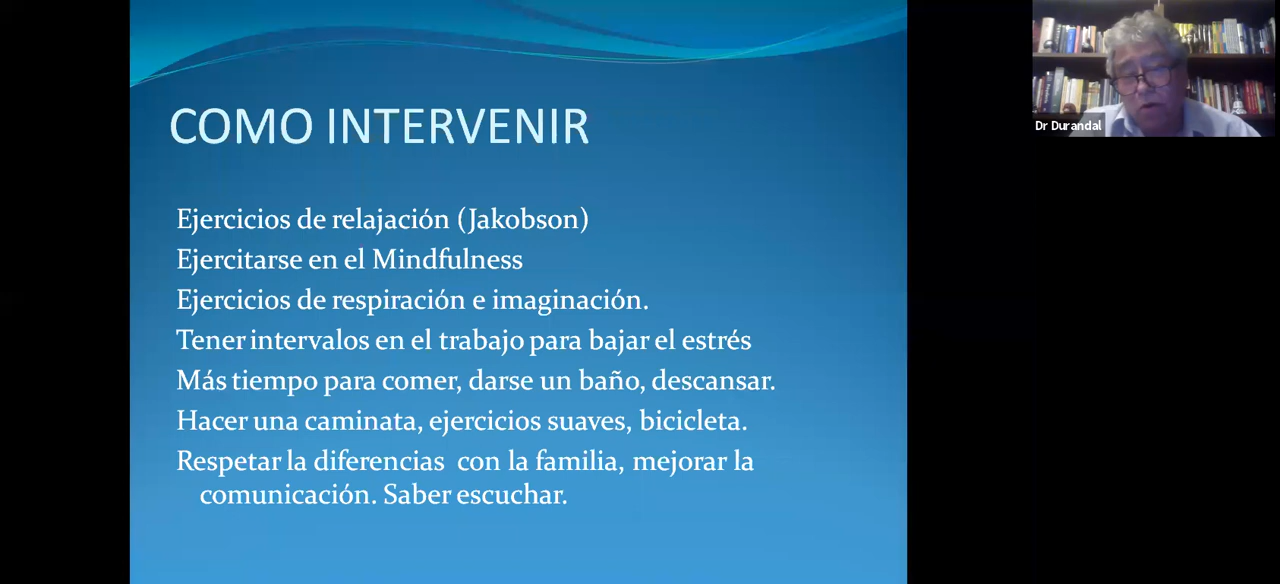 COMO INTERVENIR
Ejercicios de relajación (Jakobson)
Ejercitarse en el Mindfulness
Ejercicios de respiración e imaginación.
Tener intervalos en el trabajo para bajar el estrés
Más tiempo para comer, darse un baño, descansar.
Hacer una caminata, ejercicios suaves, bicicleta.
Respetar la diferencias con la familia, mejorar la
comunicación. Saber escuchar.
Dr Durandal